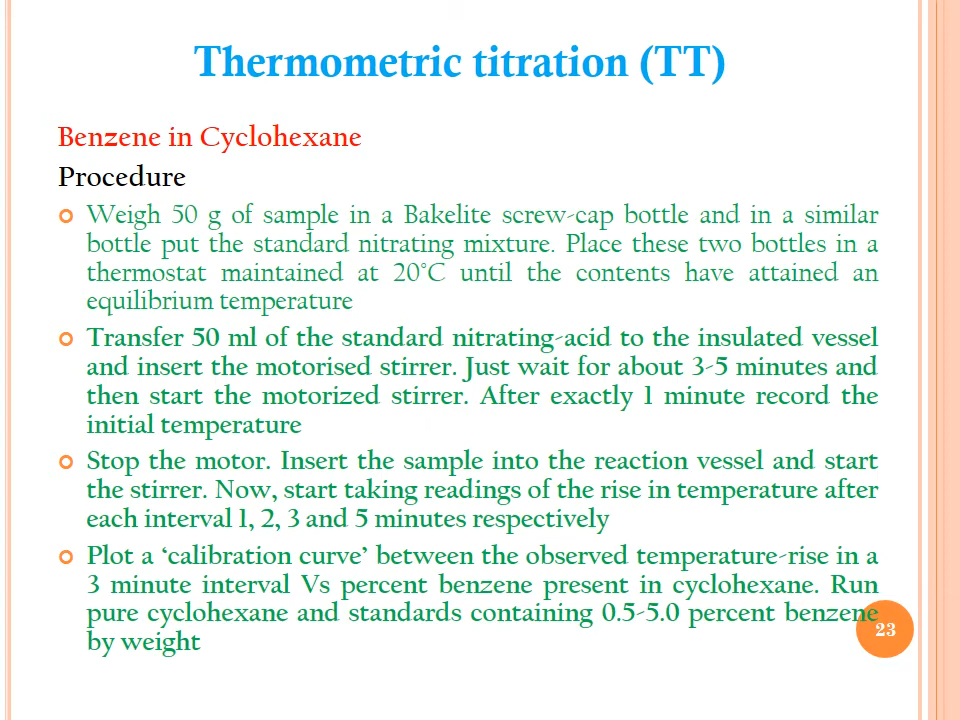 Thermometric titration (TT)
Benzene in Cyclohexane
Procedure
Weigh 50 g of sample in a Bakelite screw-cap bottle and in a similar
bottle put the standard nitrating mixture. Place these two bottles in a
thermostat maintained at 20°C until the contents have attained an
equilibrium temperature
Transfer 50 ml of the standard nitrating-acid to the insulated vessel
and insert the motorised stirrer. Just wait for about 3-5 minutes and
then start the motorized stirrer. After exactly 1 minute record the
initial temperature
Stop the motor. Insert the sample into the reaction vessel and start
the stirrer. Now, start taking readings of the rise in temperature after
each interval 1, 2, 3 and 5 minutes respectively
Plot a ‘calibration curve’ between the observed temperature-rise in a
3 minute interval Vs percent benzene present in cyclohexane. Run
pure cyclohexane and standards containing 0.5-5.0 percent benzene
by weight
23